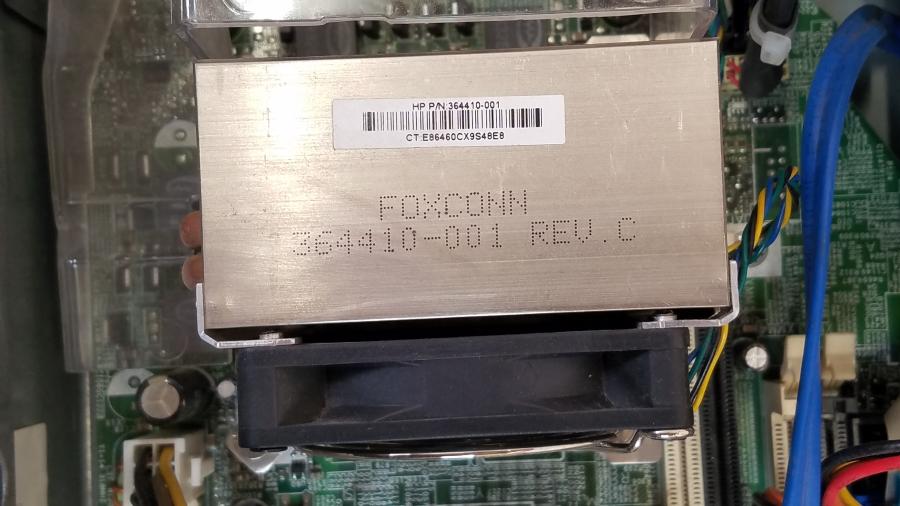 HP P/N:364410-001
CT:E86460CX9S48E8
FOXCONN
364410-001 REV.C